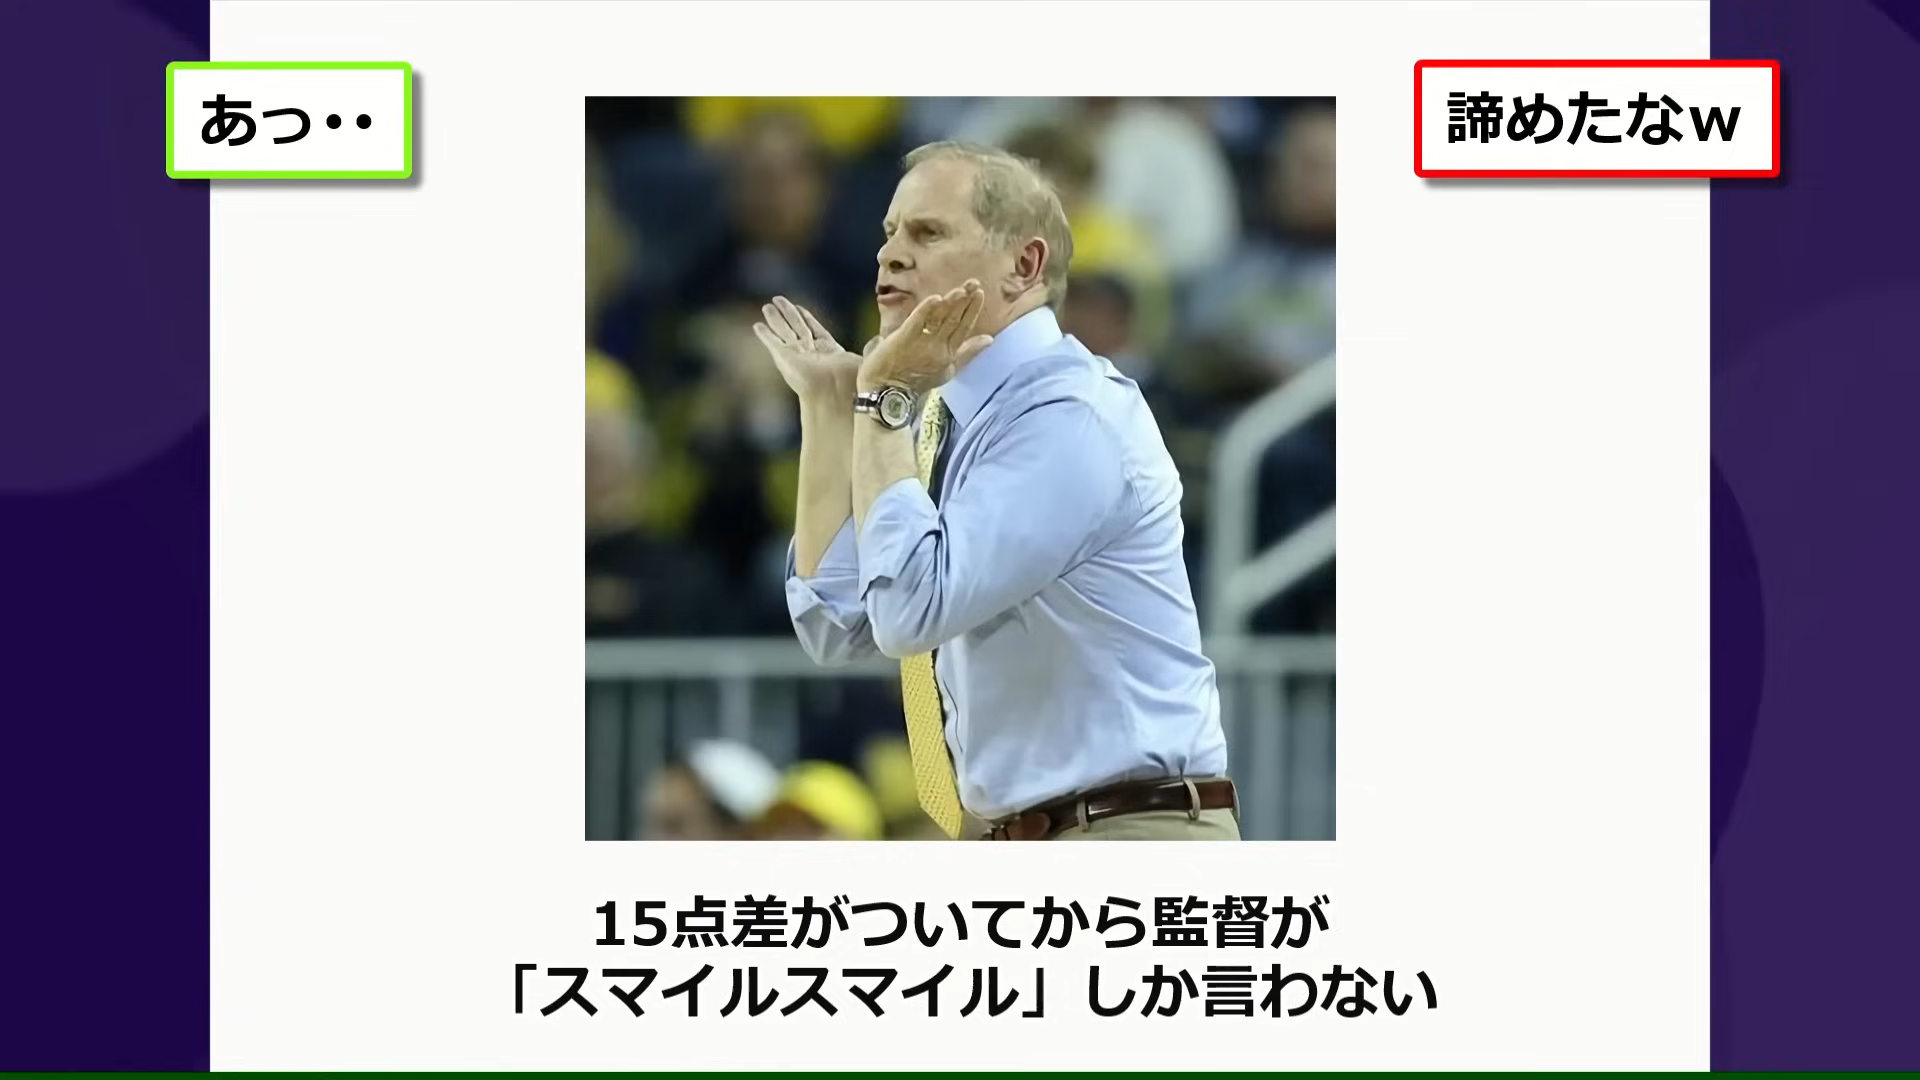 あっ・・
諦めたなｗ
15点差がついてから監督が
「スマイルスマイル」しか言わない